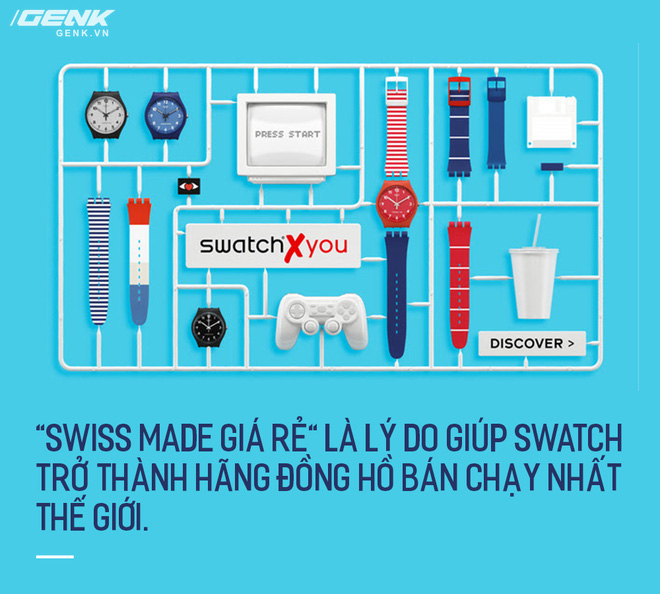 GENK
GENK.VN
PRESS START
swatch X you
DISCOVER >
“SWISS MADE GIÁ RẺ“ LÀ LÝ DO GIÚP SWATCH
TRỞ THÀNH HÃNG ĐỒNG HỒ BÁN CHẠY NHẤT
THẾ GIỚI.